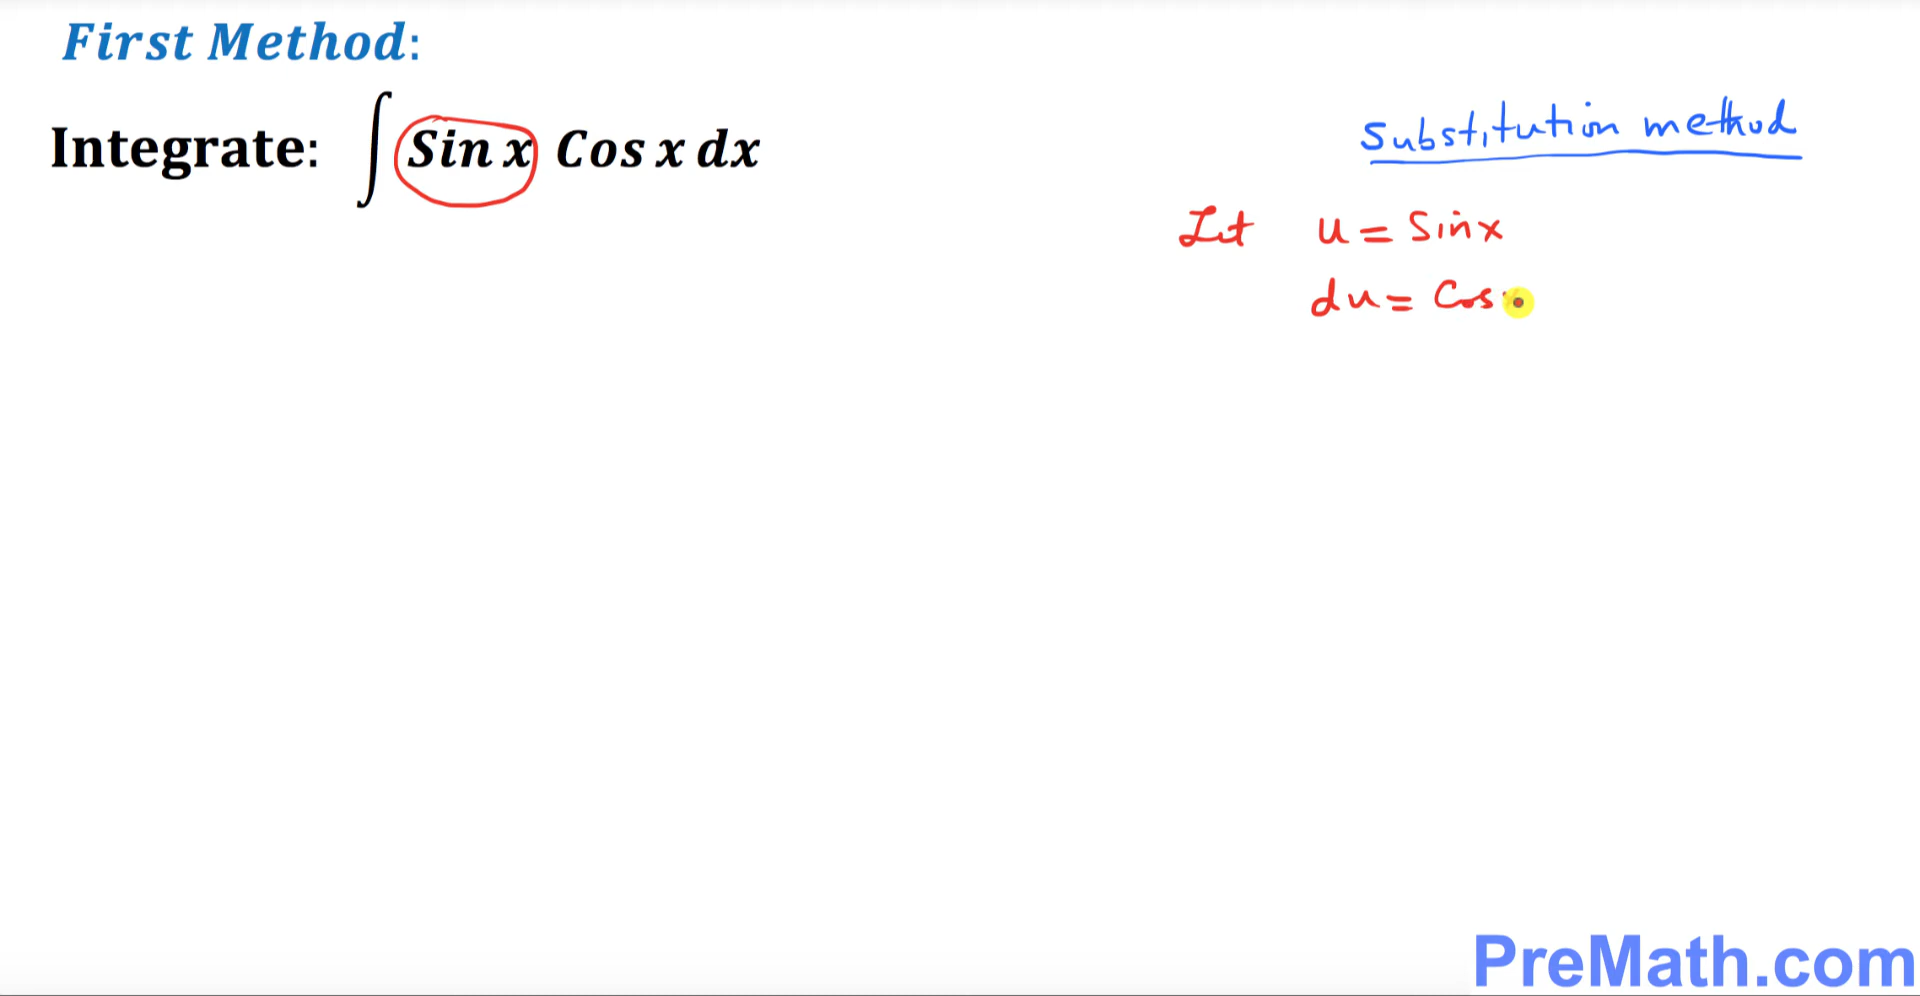 First Method:
Integrate: ∫ Sin x Cos x dx
Substitution method
Let u = Sinx
du = Cos
PreMath.com